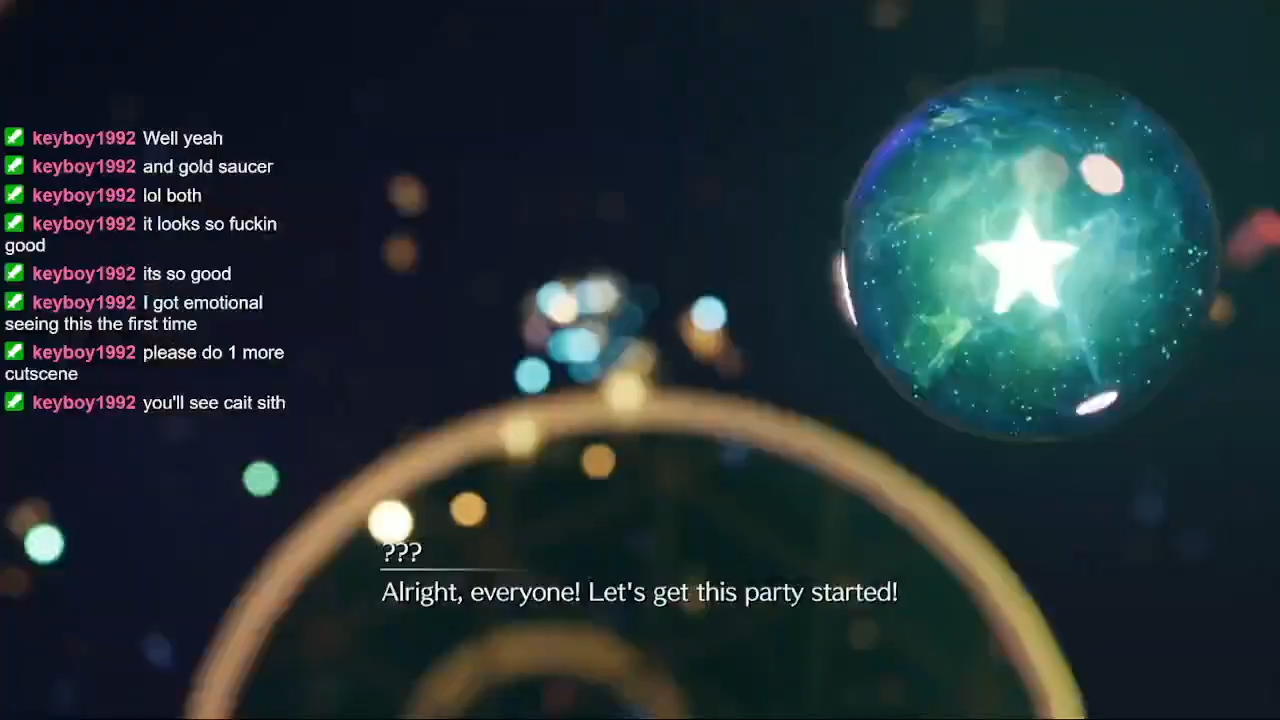 keyboy1992 Well yeah
keyboy1992 and gold saucer
keyboy1992 lol both
keyboy1992 it looks so fuckin
good
keyboy1992 its so good
keyboy1992 I got emotional
seeing this the first time
keyboy1992 please do 1 more
cutscene
keyboy1992 you'll see cait sith
???
Alright, everyone! Let's get this party started!